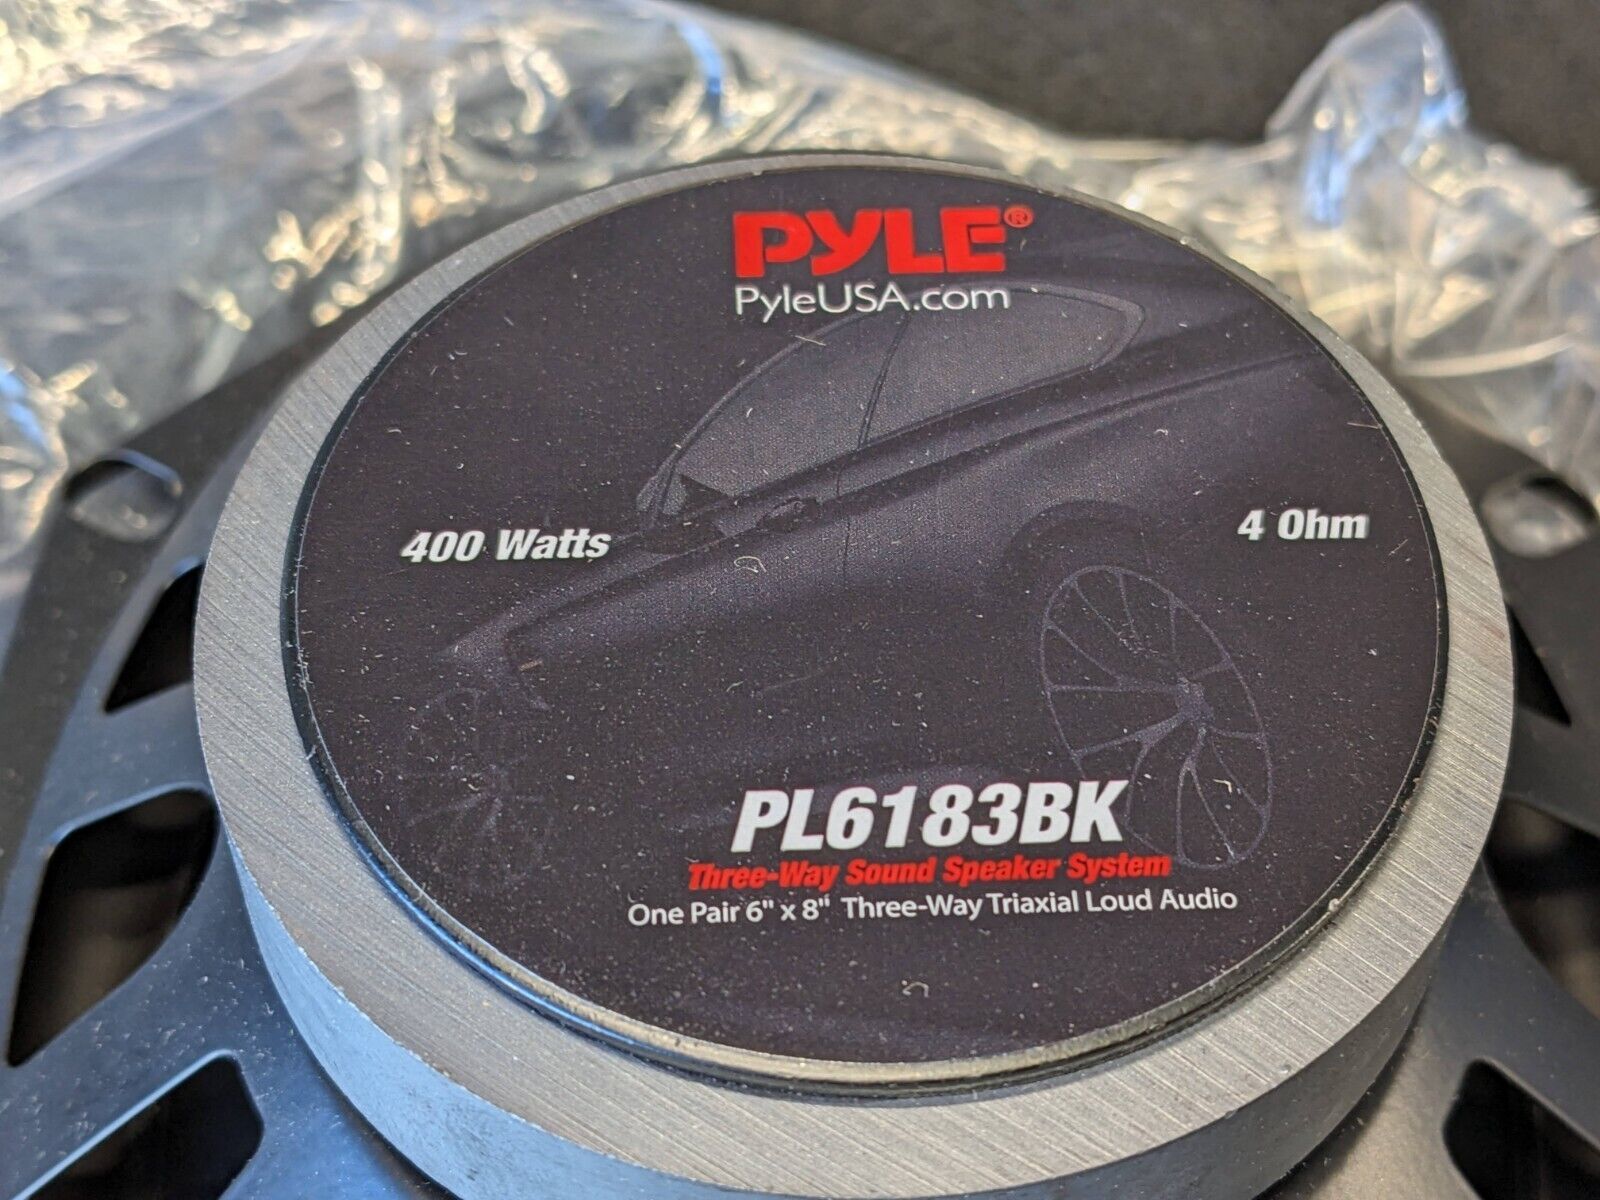 PYLE®
PyleUSA.com
400 Watts
4 Ohm
PL6183BK
Three-Way Sound Speaker System
One Pair 6" x 8" Three-Way Triaxial Loud Audio